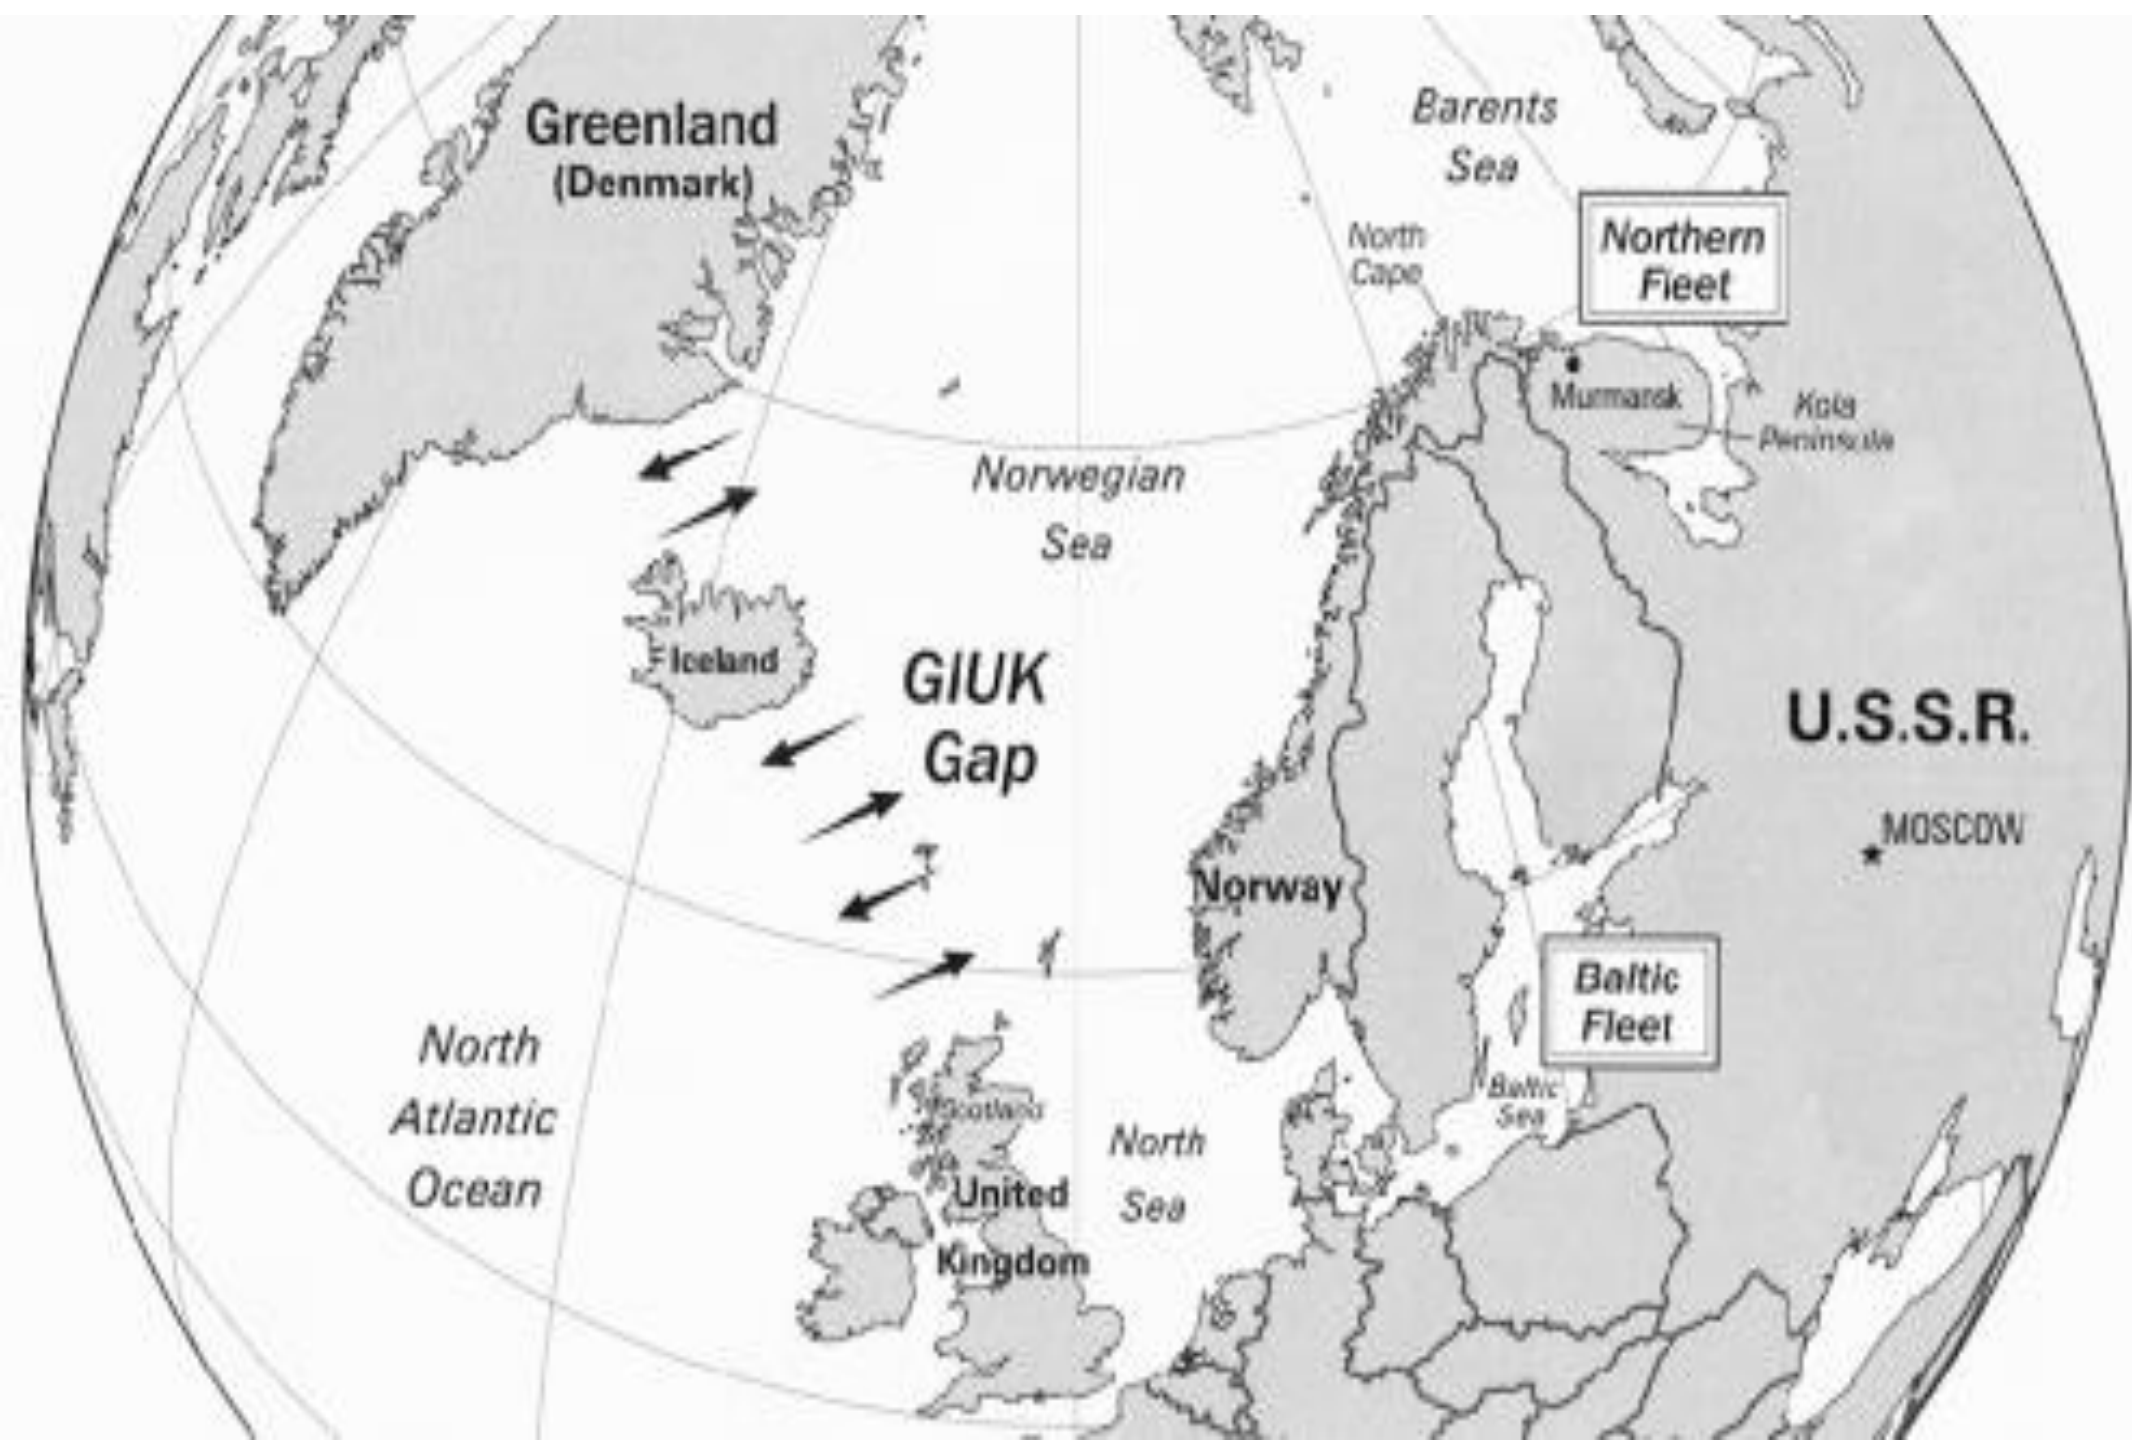 Greenland
(Denmark)
Barents
Sea
Northern
Fleet
North
Cape
Murmansk
Kola
Peninsula
Norwegian
Sea
Iceland
GIUK
Gap
U.S.S.R.
MOSCOW
Norway
Baltic
Fleet
North
Atlantic
Ocean
Baltic
Sea
Scotland
North
Sea
United
Kingdom